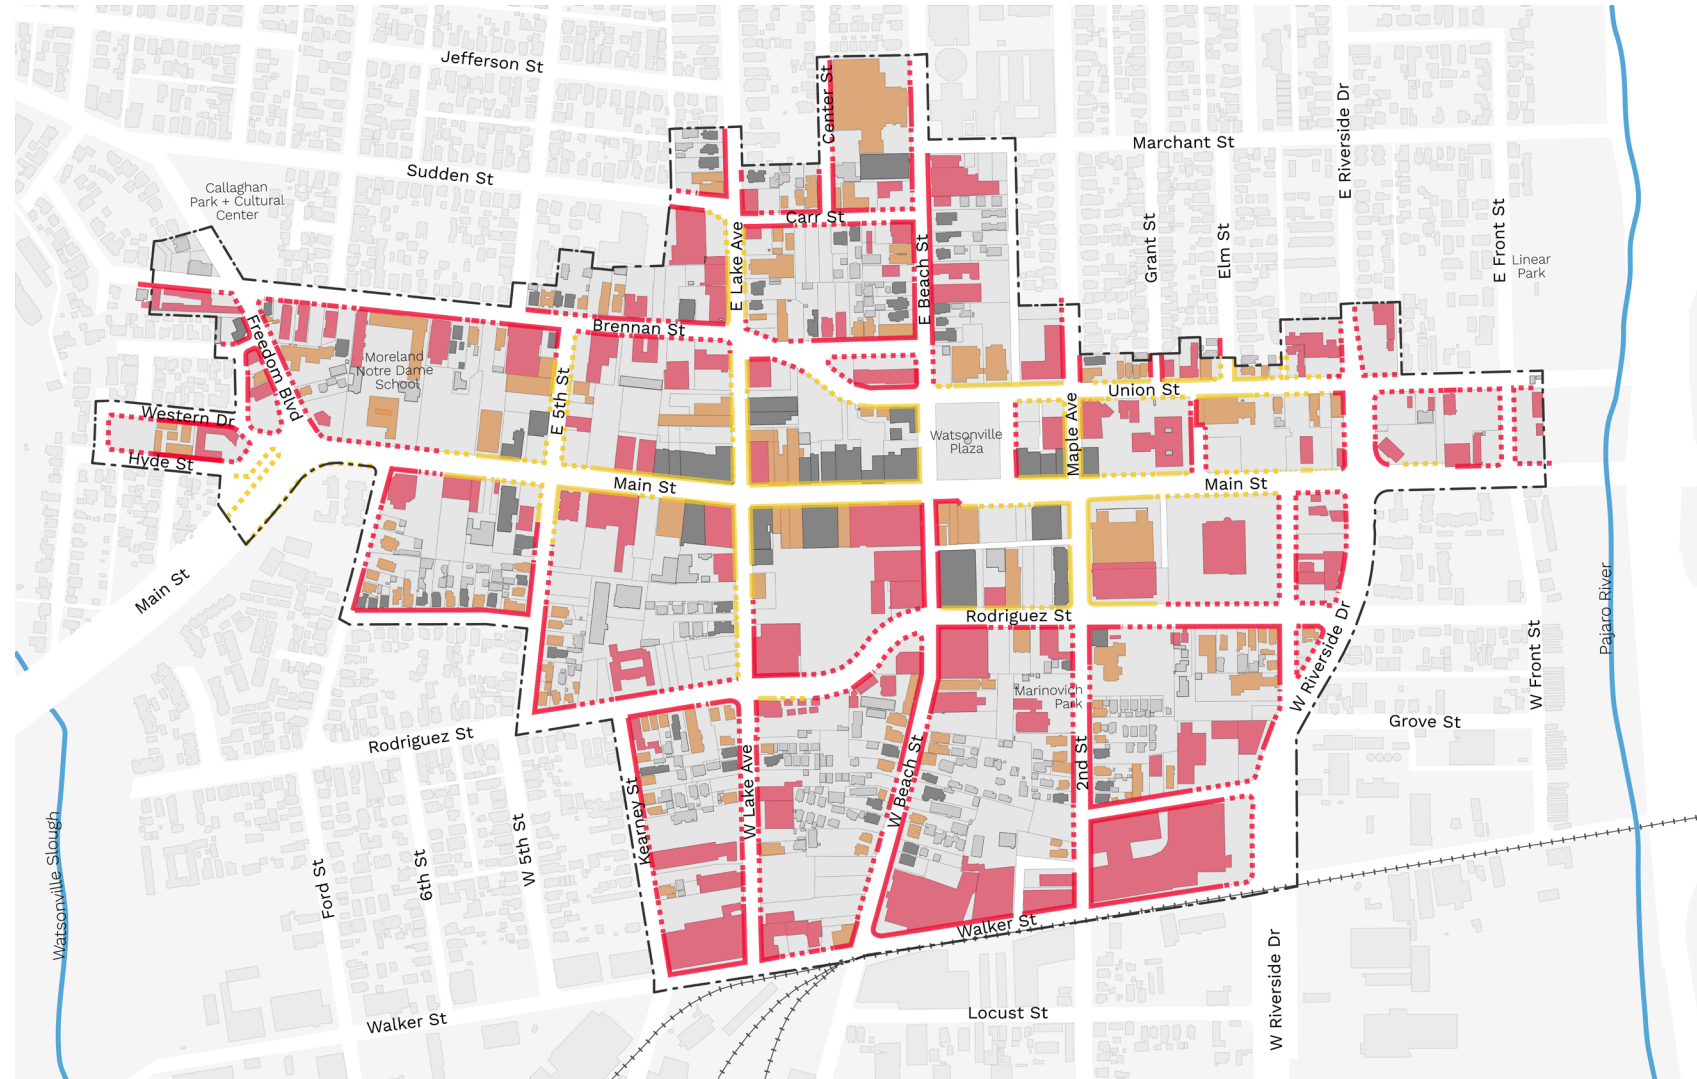 Jefferson St
Center St
Marchant St
E Riverside Dr
Sudden St
Callaghan
Park + Cultural
Center
Carr St
E Lake Ave
E Beach St
Grant St
Elm St
E Front St
Linear
Park
Brennan St
Freedom Blvd
Moreland
Notre Dame
School
E 5th St
Union St
Western Dr
Hyde St
Watsonville
Plaza
Maple Ave
Main St
Main St
Main St
Rodriguez St
Pajaro River
W Riverside Dr
W Front St
Marinovich
Park
Grove St
Rodriguez St
Kearney St
W Lake Ave
W Beach St
2nd St
Watsonville Slough
Ford St
6th St
W 5th St
Walker St
W Riverside Dr
Walker St
Locust St